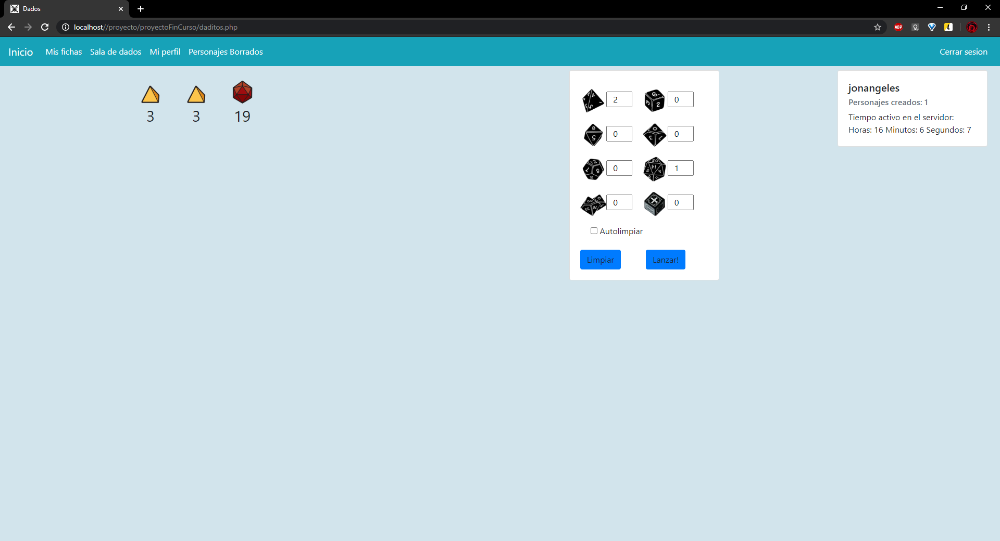 Dados
localhost//proyecto/proyectoFinCurso/daditos.php
ABP
Inicio Mis fichas Sala de dados Mi perfil Personajes Borrados Cerrar sesion
3 3 19
2 0
0 0
0 1
0 0
Autolimpiar
Limpiar Lanzar!
jonangeles
Personajes creados: 1
Tiempo activo en el servidor:
Horas: 16 Minutos: 6 Segundos: 7